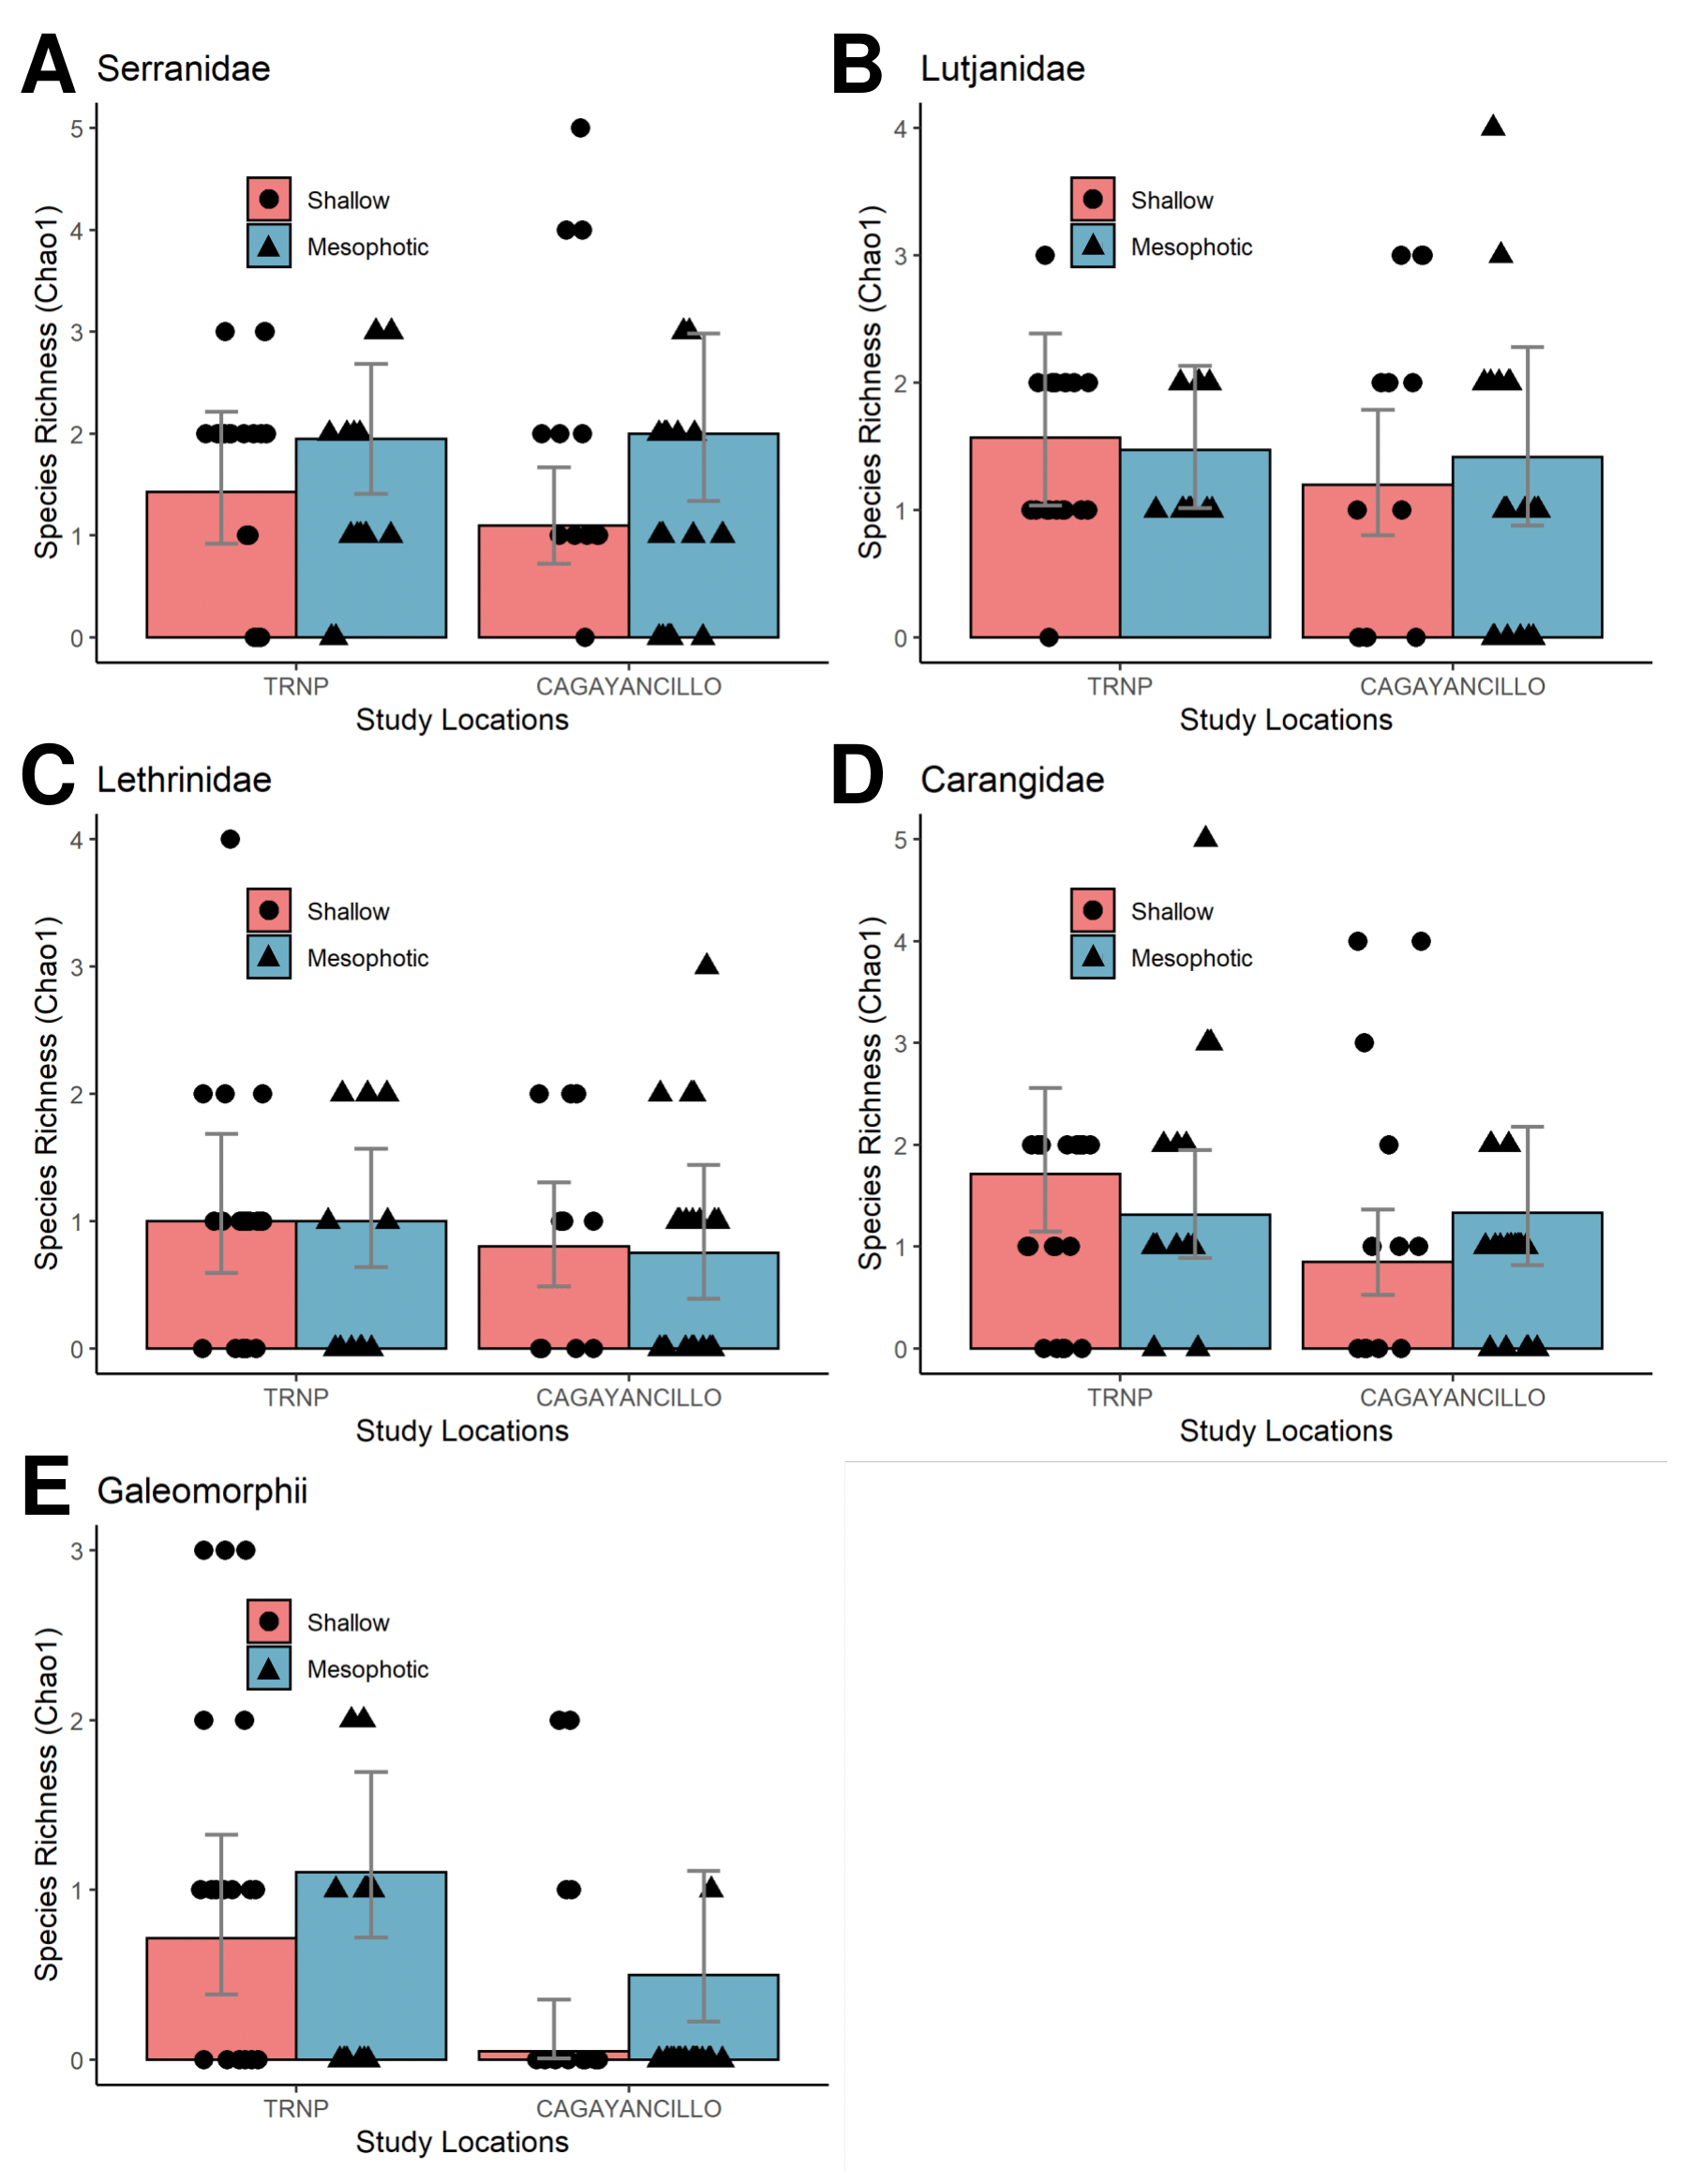 A Serranidae
5
4
3
2
1
0
Species Richness (Chao1)
Shallow
Mesophotic
TRNP CAGAYANCILLO
Study Locations
B Lutjanidae
4
3
2
1
0
Species Richness (Chao1)
Shallow
Mesophotic
TRNP CAGAYANCILLO
Study Locations
C Lethrinidae
4
3
2
1
0
Species Richness (Chao1)
Shallow
Mesophotic
TRNP CAGAYANCILLO
Study Locations
D Carangidae
5
4
3
2
1
0
Species Richness (Chao1)
Shallow
Mesophotic
TRNP CAGAYANCILLO
Study Locations
E Galeomorphii
3
2
1
0
Species Richness (Chao1)
Shallow
Mesophotic
TRNP CAGAYANCILLO
Study Locations